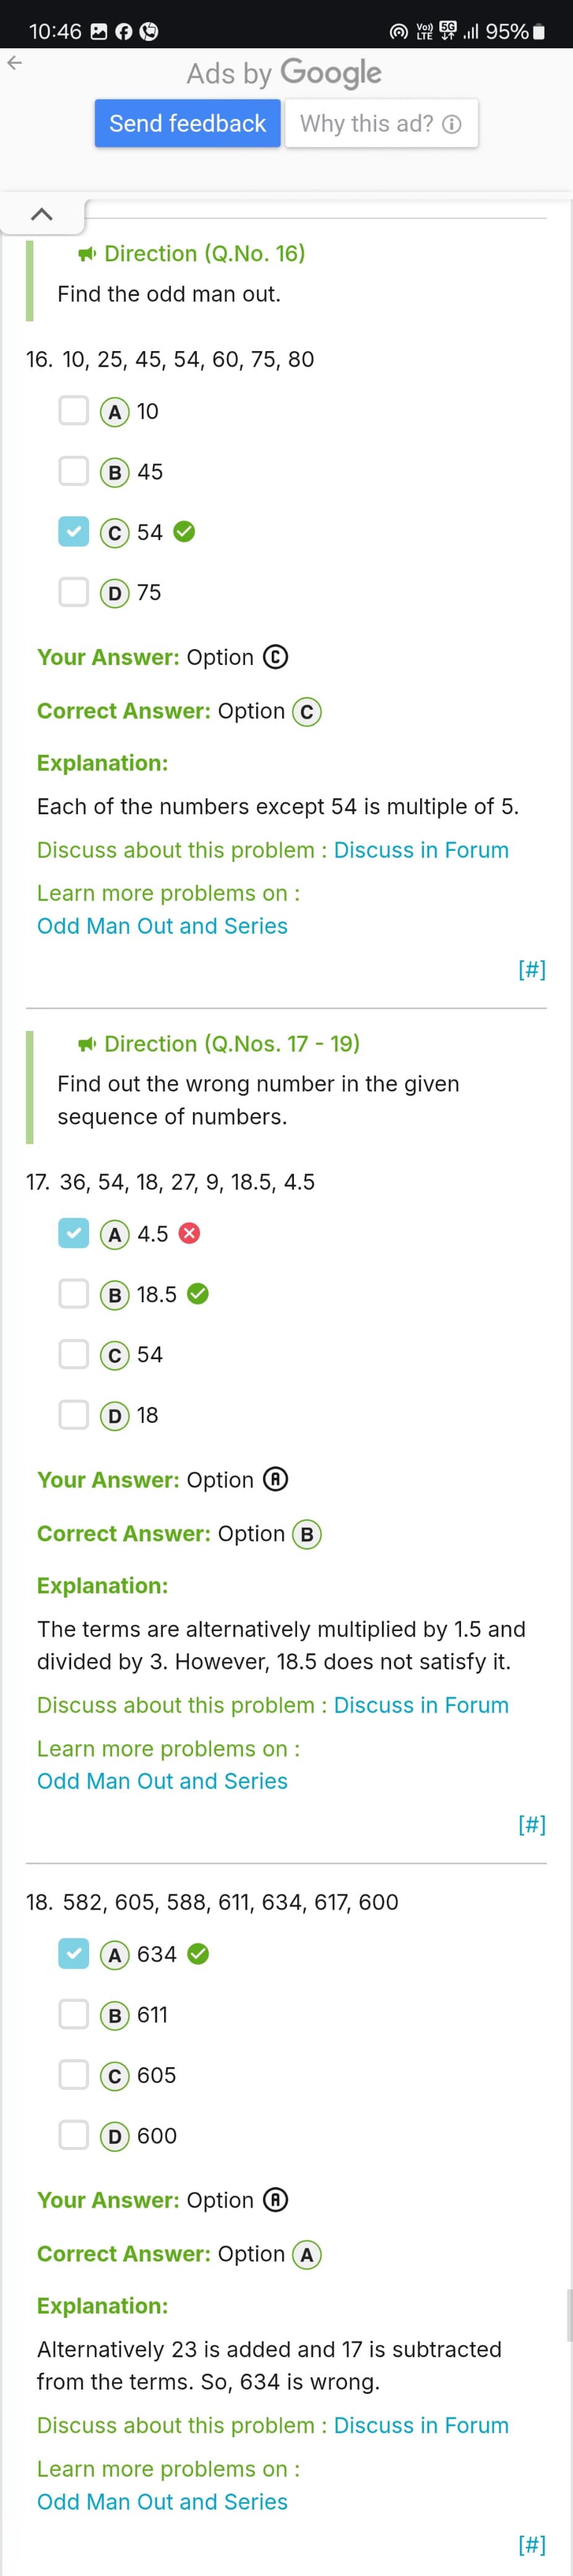 10:46
Vo)) LTE 5G 95%
Ads by Google
Send feedback Why this ad?
Direction (Q.No. 16)
Find the odd man out.
16. 10, 25, 45, 54, 60, 75, 80
A 10
B 45
C 54
D 75
Your Answer: Option C
Correct Answer: Option C
Explanation:
Each of the numbers except 54 is multiple of 5.
Discuss about this problem : Discuss in Forum
Learn more problems on :
Odd Man Out and Series
[#]
Direction (Q.Nos. 17 - 19)
Find out the wrong number in the given
sequence of numbers.
17. 36, 54, 18, 27, 9, 18.5, 4.5
A 4.5
B 18.5
C 54
D 18
Your Answer: Option A
Correct Answer: Option B
Explanation:
The terms are alternatively multiplied by 1.5 and
divided by 3. However, 18.5 does not satisfy it.
Discuss about this problem : Discuss in Forum
Learn more problems on :
Odd Man Out and Series
[#]
18. 582, 605, 588, 611, 634, 617, 600
A 634
B 611
C 605
D 600
Your Answer: Option A
Correct Answer: Option A
Explanation:
Alternatively 23 is added and 17 is subtracted
from the terms. So, 634 is wrong.
Discuss about this problem : Discuss in Forum
Learn more problems on :
Odd Man Out and Series
[#]